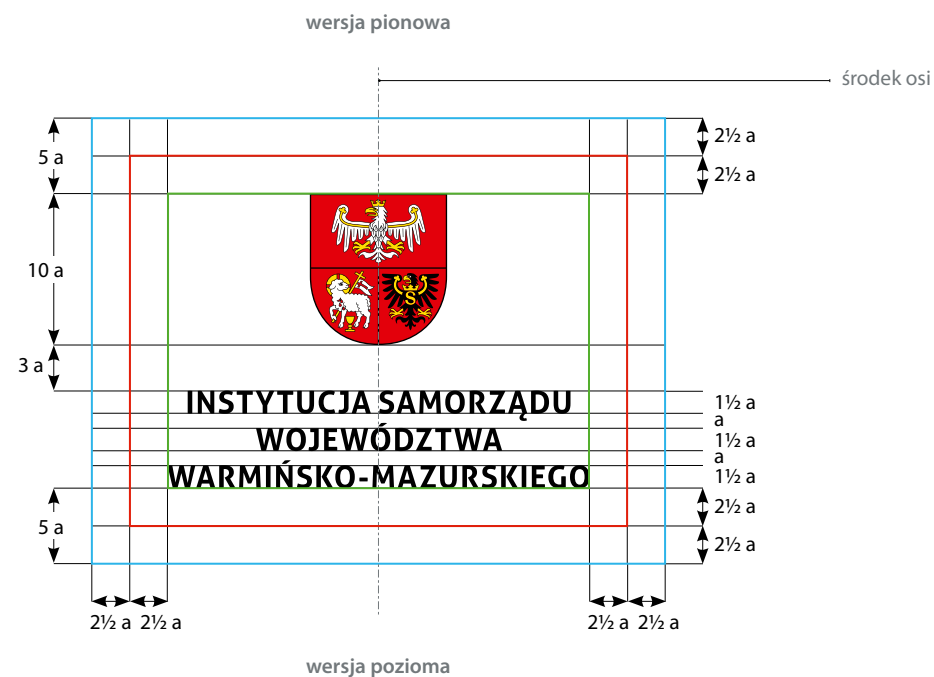 wersja pionowa
środek osi
5 a
2½ a
2½ a
10 a
S
3 a
INSTYTUCJA SAMORZĄDU
1½ a
a
WOJEWÓDZTWA
1½ a
a
WARMIŃSKO-MAZURSKIEGO
1½ a
2½ a
5 a
2½ a
2½ a 2½ a 2½ a 2½ a
wersja pozioma